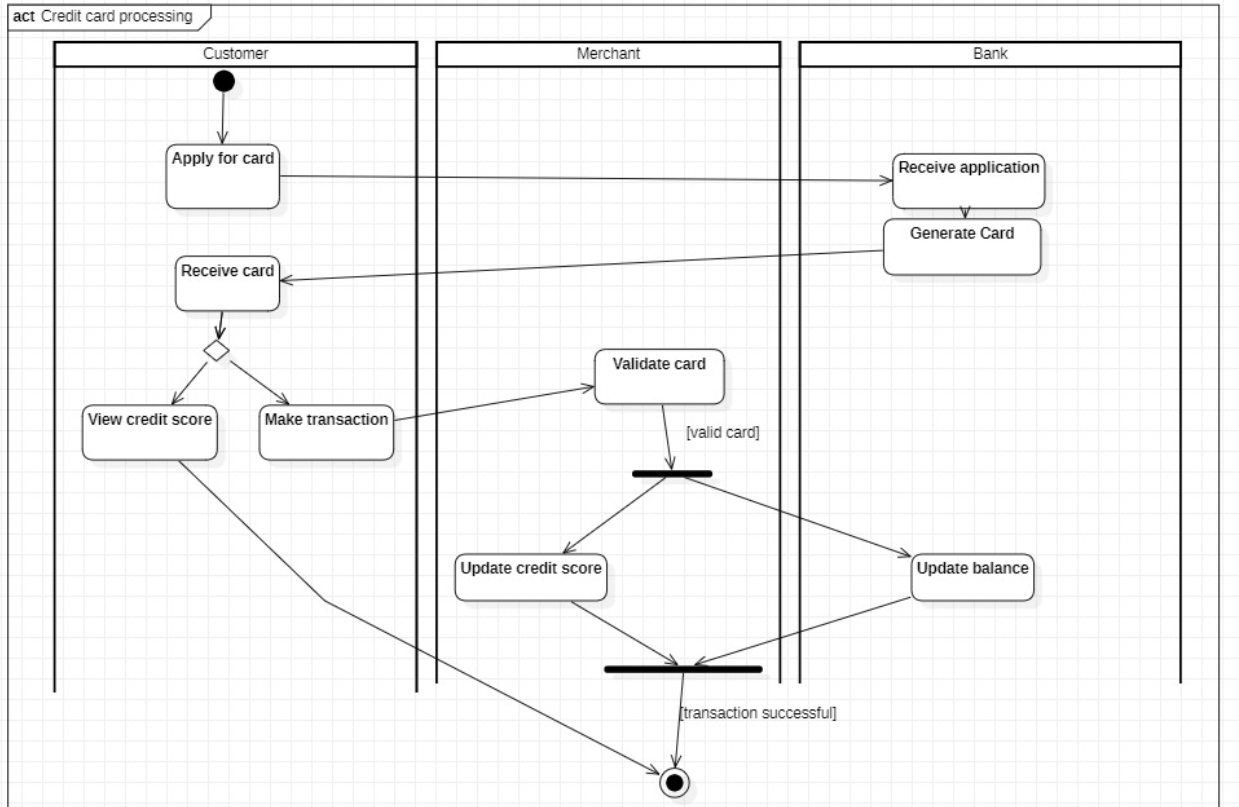 act Credit card processing
Customer
Merchant
Bank
Apply for card
Receive application
Generate Card
Receive card
Validate card
View credit score
Make transaction
[valid card]
Update credit score
Update balance
[transaction successful]